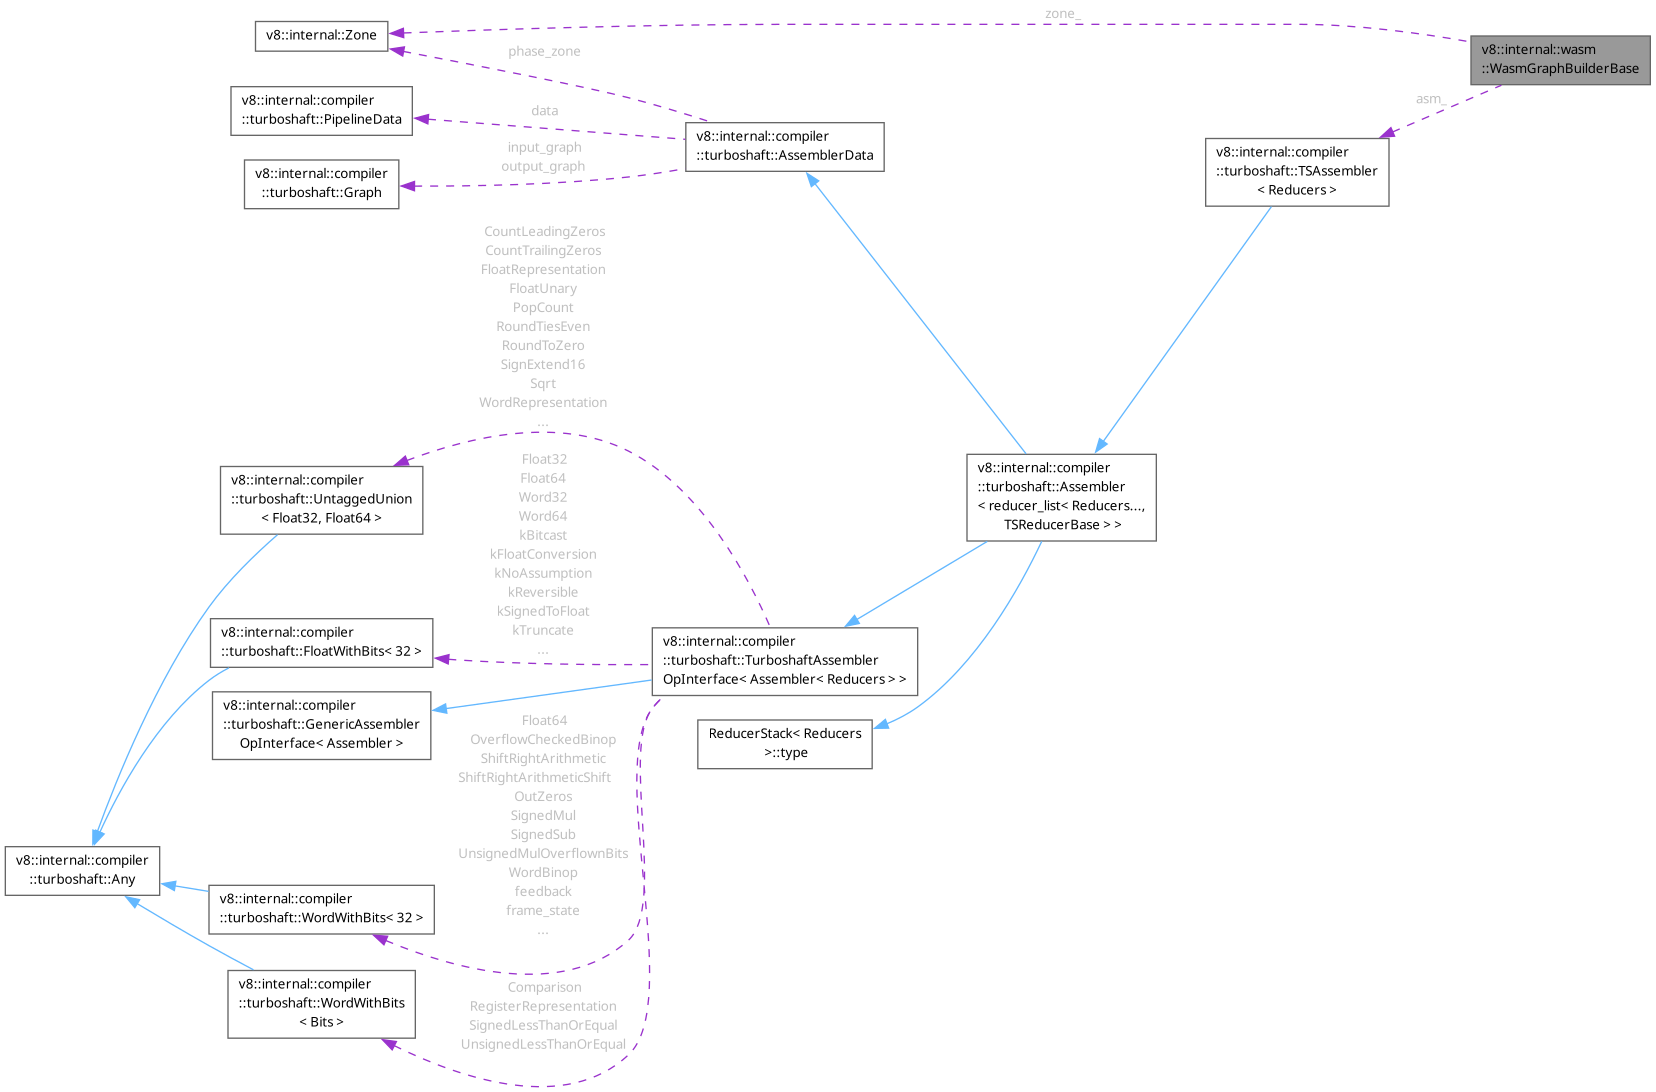 zone_
v8::internal::Zone
v8::internal::wasm
::WasmGraphBuilderBase
phase_zone
asm_
v8::internal::compiler
::turboshaft::PipelineData
data
v8::internal::compiler
::turboshaft::AssemblerData
v8::internal::compiler
::turboshaft::TSAssembler
< Reducers >
input_graph
output_graph
v8::internal::compiler
::turboshaft::Graph
CountLeadingZeros
CountTrailingZeros
FloatRepresentation
FloatUnary
PopCount
RoundTiesEven
RoundToZero
SignExtend16
Sqrt
WordRepresentation
...
v8::internal::compiler
::turboshaft::UntaggedUnion
< Float32, Float64 >
v8::internal::compiler
::turboshaft::Assembler
< reducer_list< Reducers...,
TSReducerBase > >
Float32
Float64
Word32
Word64
kBitcast
kFloatConversion
kNoAssumption
kReversible
kSignedToFloat
kTruncate
...
v8::internal::compiler
::turboshaft::FloatWithBits< 32 >
v8::internal::compiler
::turboshaft::TurboshaftAssembler
OpInterface< Assembler< Reducers > >
v8::internal::compiler
::turboshaft::GenericAssembler
OpInterface< Assembler >
ReducerStack< Reducers
>::type
Float64
OverflowCheckedBinop
ShiftRightArithmetic
ShiftRightArithmeticShift
OutZeros
SignedMul
SignedSub
UnsignedMulOverflownBits
WordBinop
feedback
frame_state
...
v8::internal::compiler
::turboshaft::Any
v8::internal::compiler
::turboshaft::WordWithBits< 32 >
v8::internal::compiler
::turboshaft::WordWithBits
< Bits >
Comparison
RegisterRepresentation
SignedLessThanOrEqual
UnsignedLessThanOrEqual